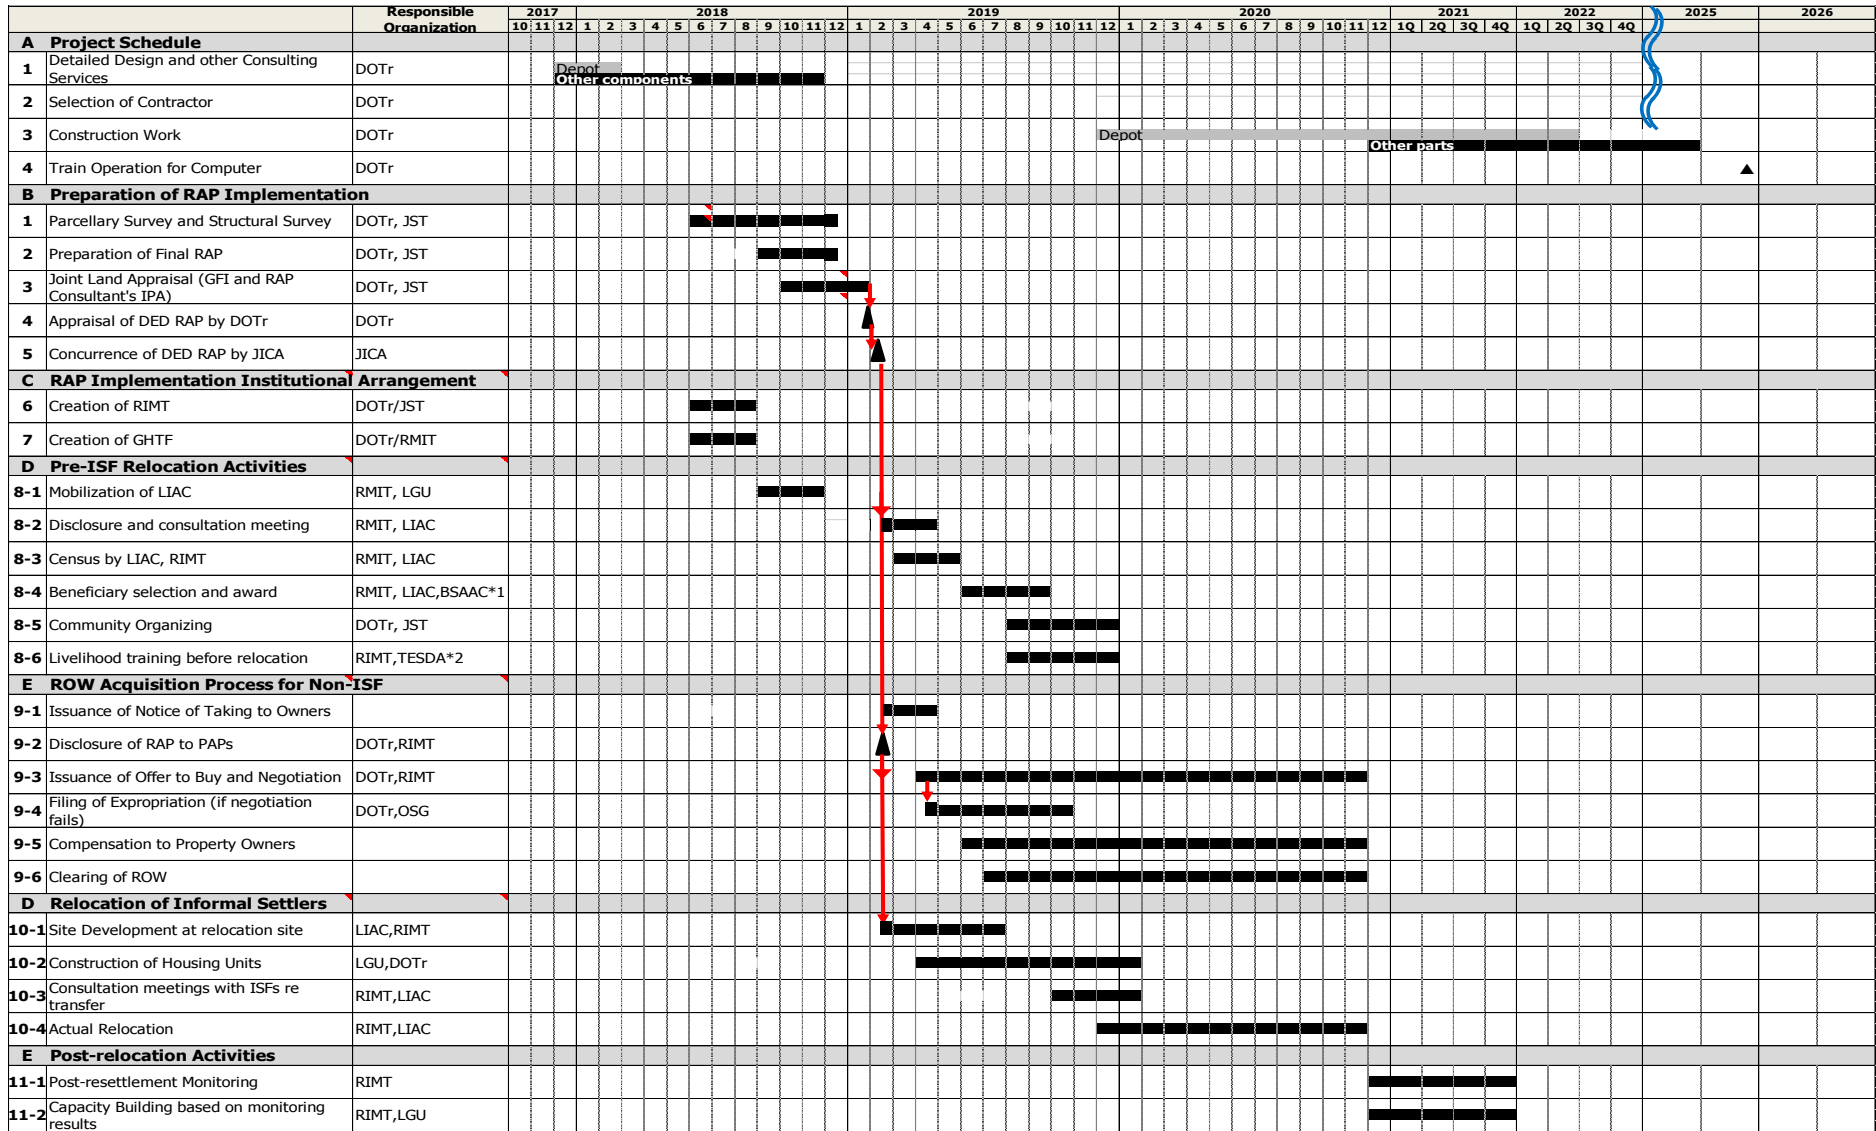 Responsible Organization 2017 2018 2019 2020 2021 2022 2025 2026
10 11 12 1 2 3 4 5 6 7 8 9 10 11 12 1 2 3 4 5 6 7 8 9 10 11 12 1 2 3 4 5 6 7 8 9 10 11 12 1Q 2Q 3Q 4Q 1Q 2Q 3Q 4Q
A Project Schedule
1 Detailed Design and other Consulting Services DOTr Depot
Other components
2 Selection of Contractor DOTr
3 Construction Work DOTr Depot
Other parts
4 Train Operation for Computer DOTr ▲
B Preparation of RAP Implementation
1 Parcellary Survey and Structural Survey DOTr, JST
2 Preparation of Final RAP DOTr, JST
3 Joint Land Appraisal (GFI and RAP Consultant's IPA) DOTr, JST
4 Appraisal of DED RAP by DOTr DOTr
5 Concurrence of DED RAP by JICA JICA
C RAP Implementation Institutional Arrangement
6 Creation of RIMT DOTr/JST
7 Creation of GHTF DOTr/RMIT
D Pre-ISF Relocation Activities
8-1 Mobilization of LIAC RMIT, LGU
8-2 Disclosure and consultation meeting RMIT, LIAC
8-3 Census by LIAC, RIMT RMIT, LIAC
8-4 Beneficiary selection and award RMIT, LIAC,BSAAC*1
8-5 Community Organizing DOTr, JST
8-6 Livelihood training before relocation RIMT,TESDA*2
E ROW Acquisition Process for Non-ISF
9-1 Issuance of Notice of Taking to Owners
9-2 Disclosure of RAP to PAPs DOTr,RIMT
9-3 Issuance of Offer to Buy and Negotiation DOTr,RIMT
9-4 Filing of Expropriation (if negotiation fails) DOTr,OSG
9-5 Compensation to Property Owners
9-6 Clearing of ROW
D Relocation of Informal Settlers
10-1 Site Development at relocation site LIAC,RIMT
10-2 Construction of Housing Units LGU,DOTr
10-3 Consultation meetings with ISFs re transfer RIMT,LIAC
10-4 Actual Relocation RIMT,LIAC
E Post-relocation Activities
11-1 Post-resettlement Monitoring RIMT
11-2 Capacity Building based on monitoring results RIMT,LGU